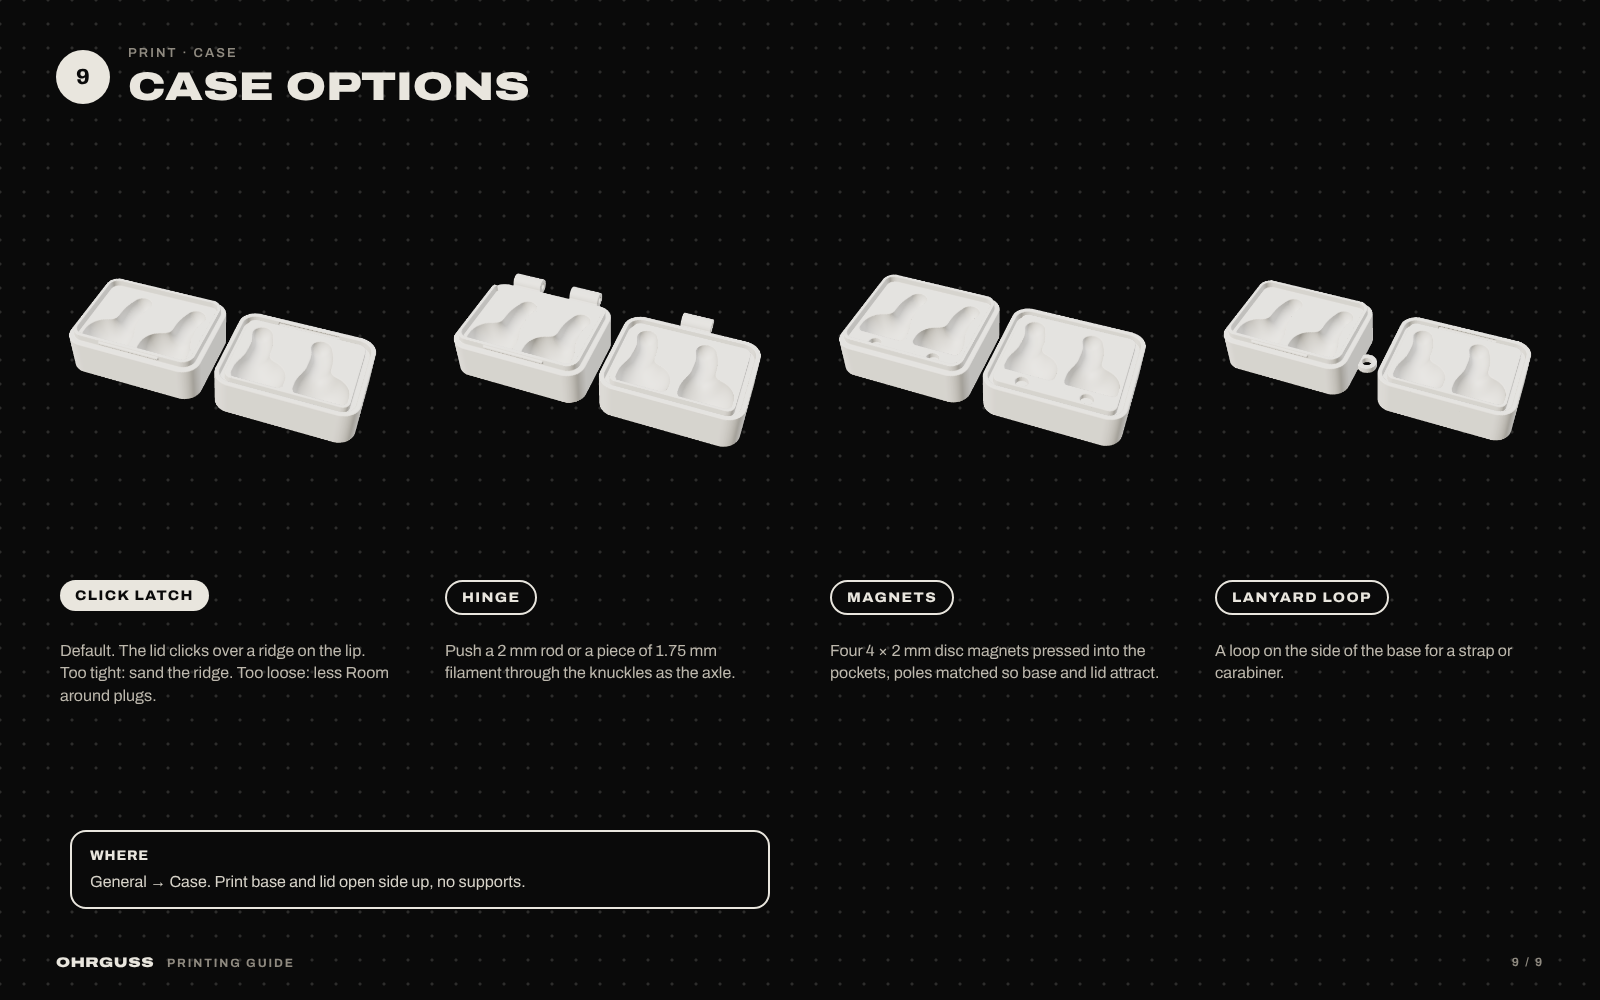 9
PRINT · CASE
CASE OPTIONS
CLICK LATCH
Default. The lid clicks over a ridge on the lip.
Too tight: sand the ridge. Too loose: less Room
around plugs.
HINGE
Push a 2 mm rod or a piece of 1.75 mm
filament through the knuckles as the axle.
MAGNETS
Four 4 × 2 mm disc magnets pressed into the
pockets, poles matched so base and lid attract.
LANYARD LOOP
A loop on the side of the base for a strap or
carabiner.
WHERE
General → Case. Print base and lid open side up, no supports.
OHRGUSS PRINTING GUIDE
9 / 9